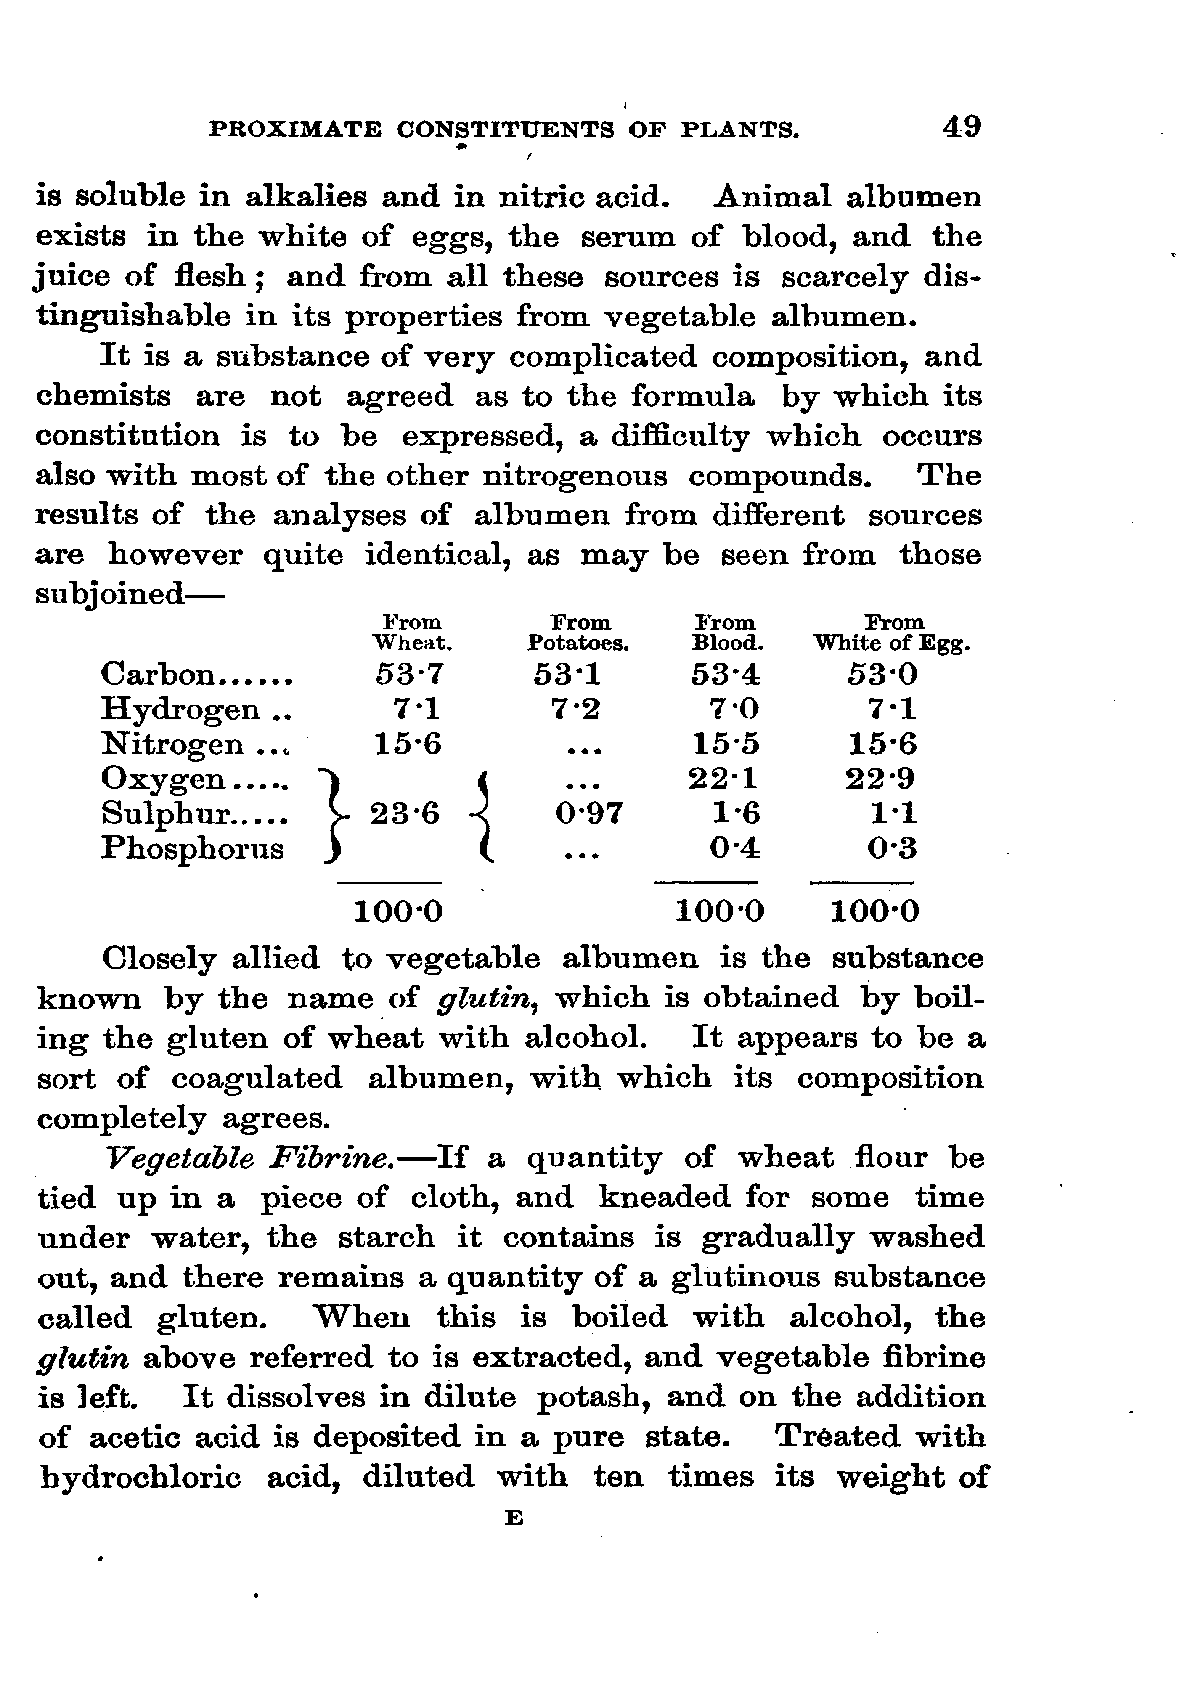 PROXIMATE CONSTITUENTS OF PLANTS. 49
is soluble in alkalies and in nitric acid. Animal albumen
exists in the white of eggs, the serum of blood, and the
juice of flesh; and from all these sources is scarcely dis-
tinguishable in its properties from vegetable albumen.
It is a substance of very complicated composition, and
chemists are not agreed as to the formula by which its
constitution is to be expressed, a difficulty which occurs
also with most of the other nitrogenous compounds. The
results of the analyses of albumen from different sources
are however quite identical, as may be seen from those
subjoined—
From From From From
Wheat. Potatoes. Blood. White of Egg.
Carbon...... 53·7 53·1 53·4 53·0
Hydrogen .. 7·1 7·2 7·0 7·1
Nitrogen ... 15·6 ... 15·5 15·6
Oxygen..... } { ... 22·1 22·9
Sulphur..... } 23·6 { 0·97 1·6 1·1
Phosphorus } { ... 0·4 0·3
100·0 100·0 100·0
Closely allied to vegetable albumen is the substance
known by the name of glutin, which is obtained by boil-
ing the gluten of wheat with alcohol. It appears to be a
sort of coagulated albumen, with which its composition
completely agrees.
Vegetable Fibrine.—If a quantity of wheat flour be
tied up in a piece of cloth, and kneaded for some time
under water, the starch it contains is gradually washed
out, and there remains a quantity of a glutinous substance
called gluten. When this is boiled with alcohol, the
glutin above referred to is extracted, and vegetable fibrine
is left. It dissolves in dilute potash, and on the addition
of acetic acid is deposited in a pure state. Treated with
hydrochloric acid, diluted with ten times its weight of
E